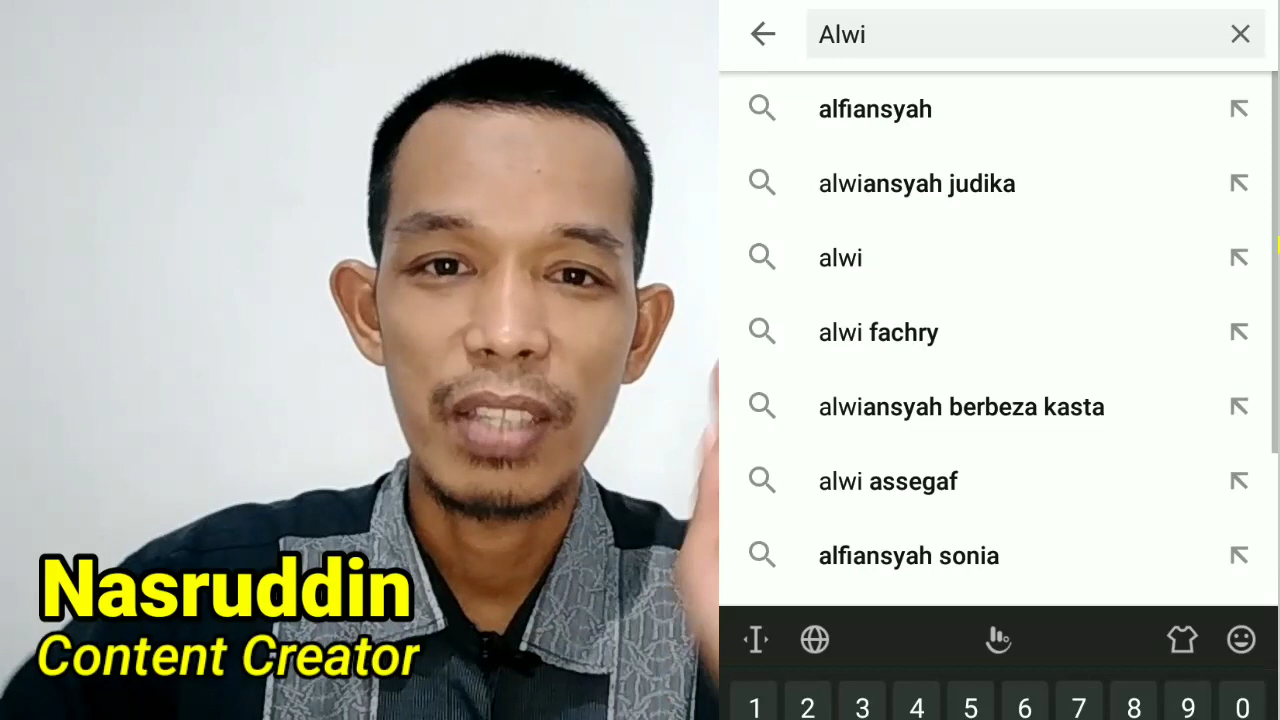 Nasruddin
Content Creator
Alwi
alfiansyah
alwiansyah judika
alwi
alwi fachry
alwiansyah berbeza kasta
alwi assegaf
alfiansyah sonia
1 2 3 4 5 6 7 8 9 0